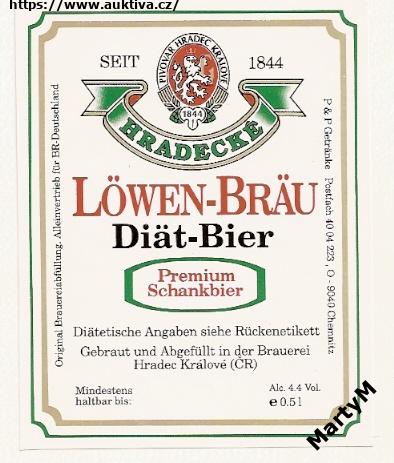 https://www.auktiva.cz/
PIVOVAR HRADEC KRÁLOVÉ
SEIT 1844
1844
HRADECKÉ
LÖWEN-BRÄU
Diät-Bier
Premium
Schankbier
Diätetische Angaben siehe Rückenetikett
Gebraut und Abgefüllt in der Brauerei
Hradec Králové (ČR)
Mindestens
haltbar bis:
Alc. 4.4 Vol.
e 0.5 l
Original Brauereiabfüllung. Alleinvertrieb für BR-Deutschland
P & P Getränke Postfach 40 04 223 , O - 9040 Chemnitz
MartyM